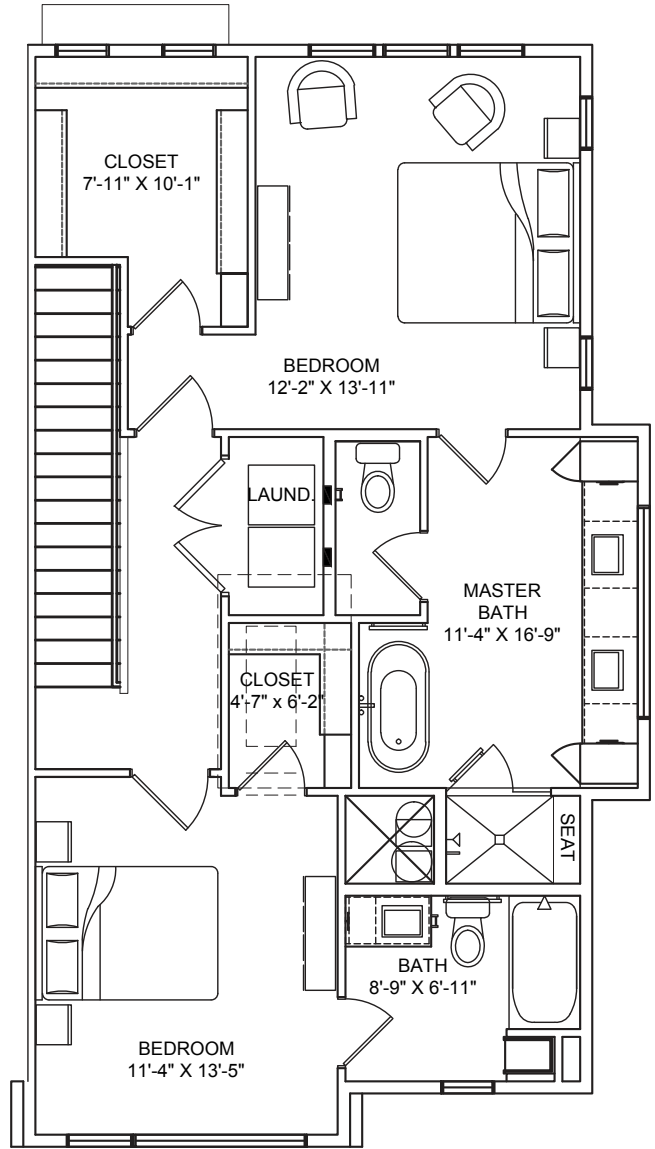 CLOSET
7'-11" X 10'-1"
BEDROOM
12'-2" X 13'-11"
LAUND.
MASTER
BATH
11'-4" X 16'-9"
CLOSET
4'-7" x 6'-2"
SEAT
BATH
8'-9" X 6'-11"
BEDROOM
11'-4" X 13'-5"